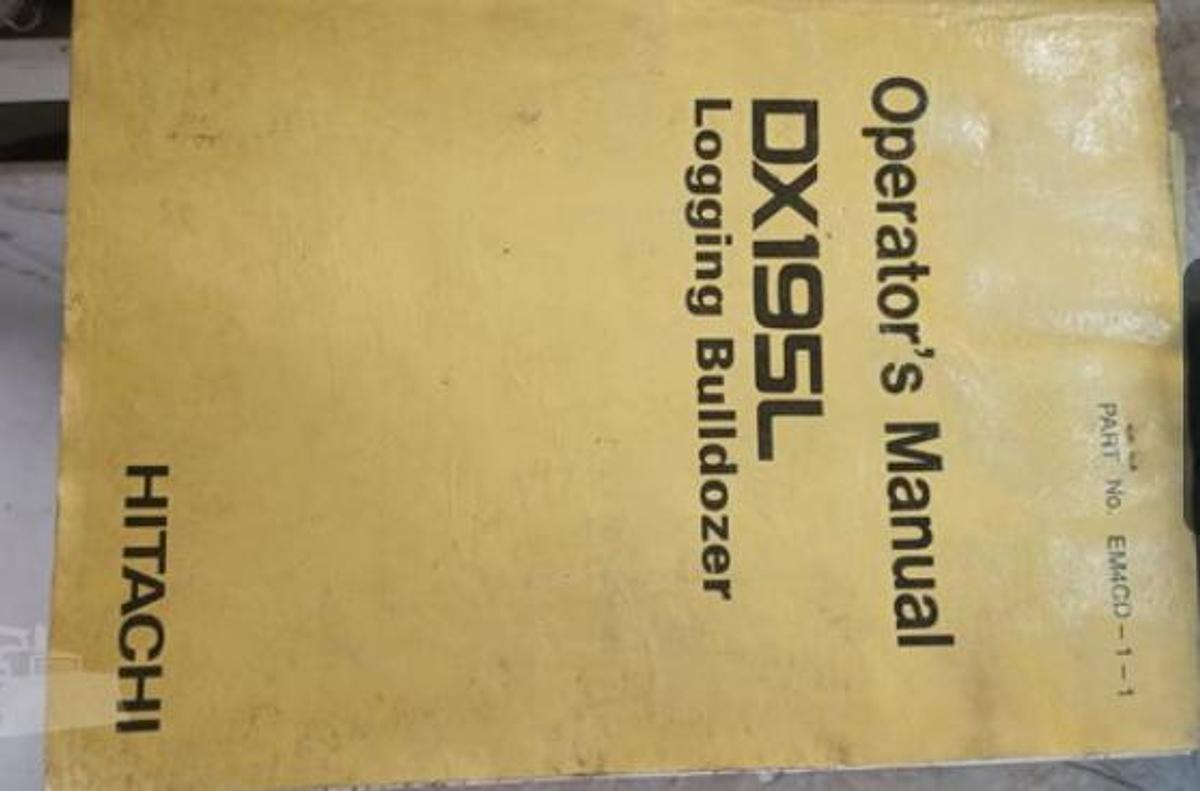 PART No. EM4CD-1-1
Operator's Manual
DX195L
Logging Bulldozer
HITACHI